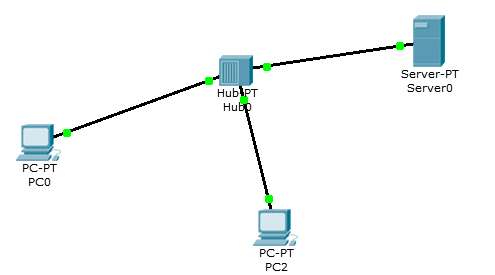 Server-PT
Server0
Hub-PT
Hub0
PC-PT
PC0
PC-PT
PC2